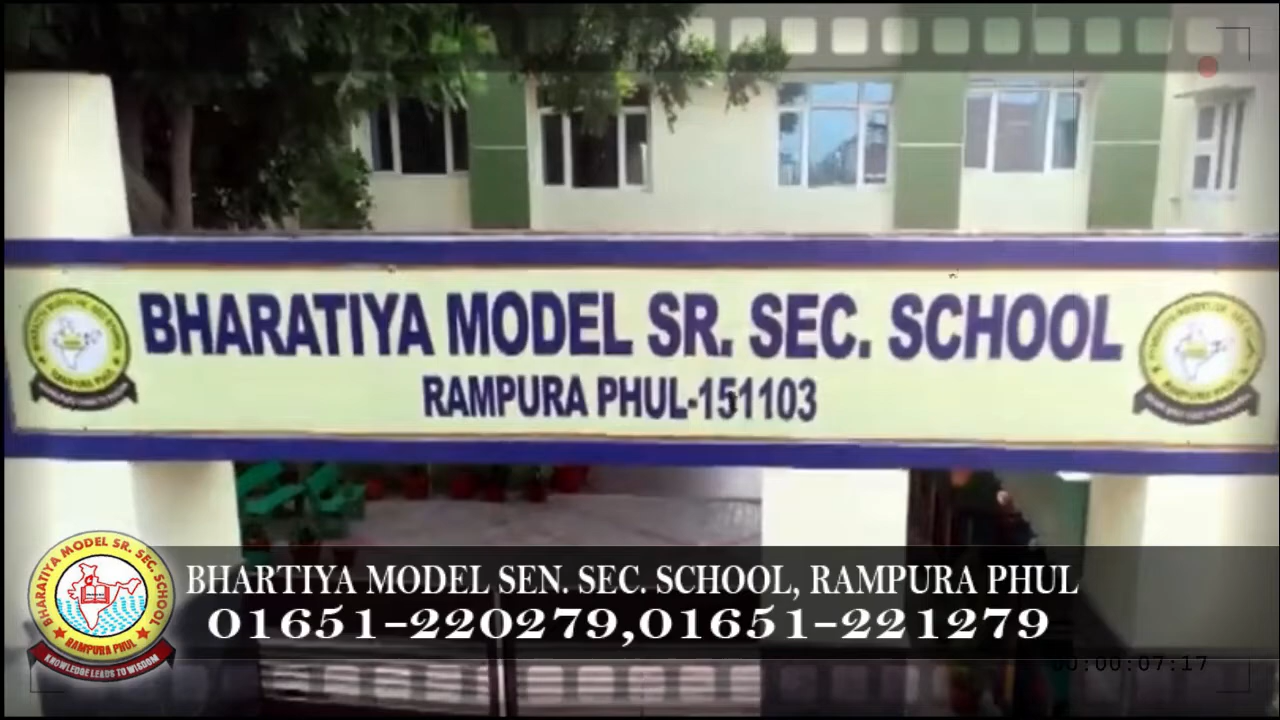 BHARATIYA MODEL SR. SEC. SCHOOL
RAMPURA PHUL-151103
BHARATIYA MODEL SR. SEC. SCHOOL
RAMPURA PHUL
KNOWLEDGE LEADS TO WISDOM
BHARTIYA MODEL SEN. SEC. SCHOOL, RAMPURA PHUL
01651-220279,01651-221279
00:00:07:17